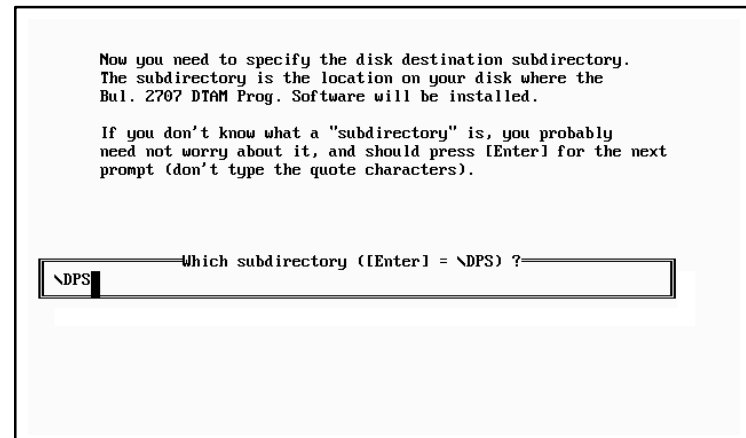 Now you need to specify the disk destination subdirectory.
The subdirectory is the location on your disk where the
Bul. 2707 DTAM Prog. Software will be installed.
If you don't know what a "subdirectory" is, you probably
need not worry about it, and should press [Enter] for the next
prompt (don't type the quote characters).
Which subdirectory ([Enter] = \DPS) ?
\DPS